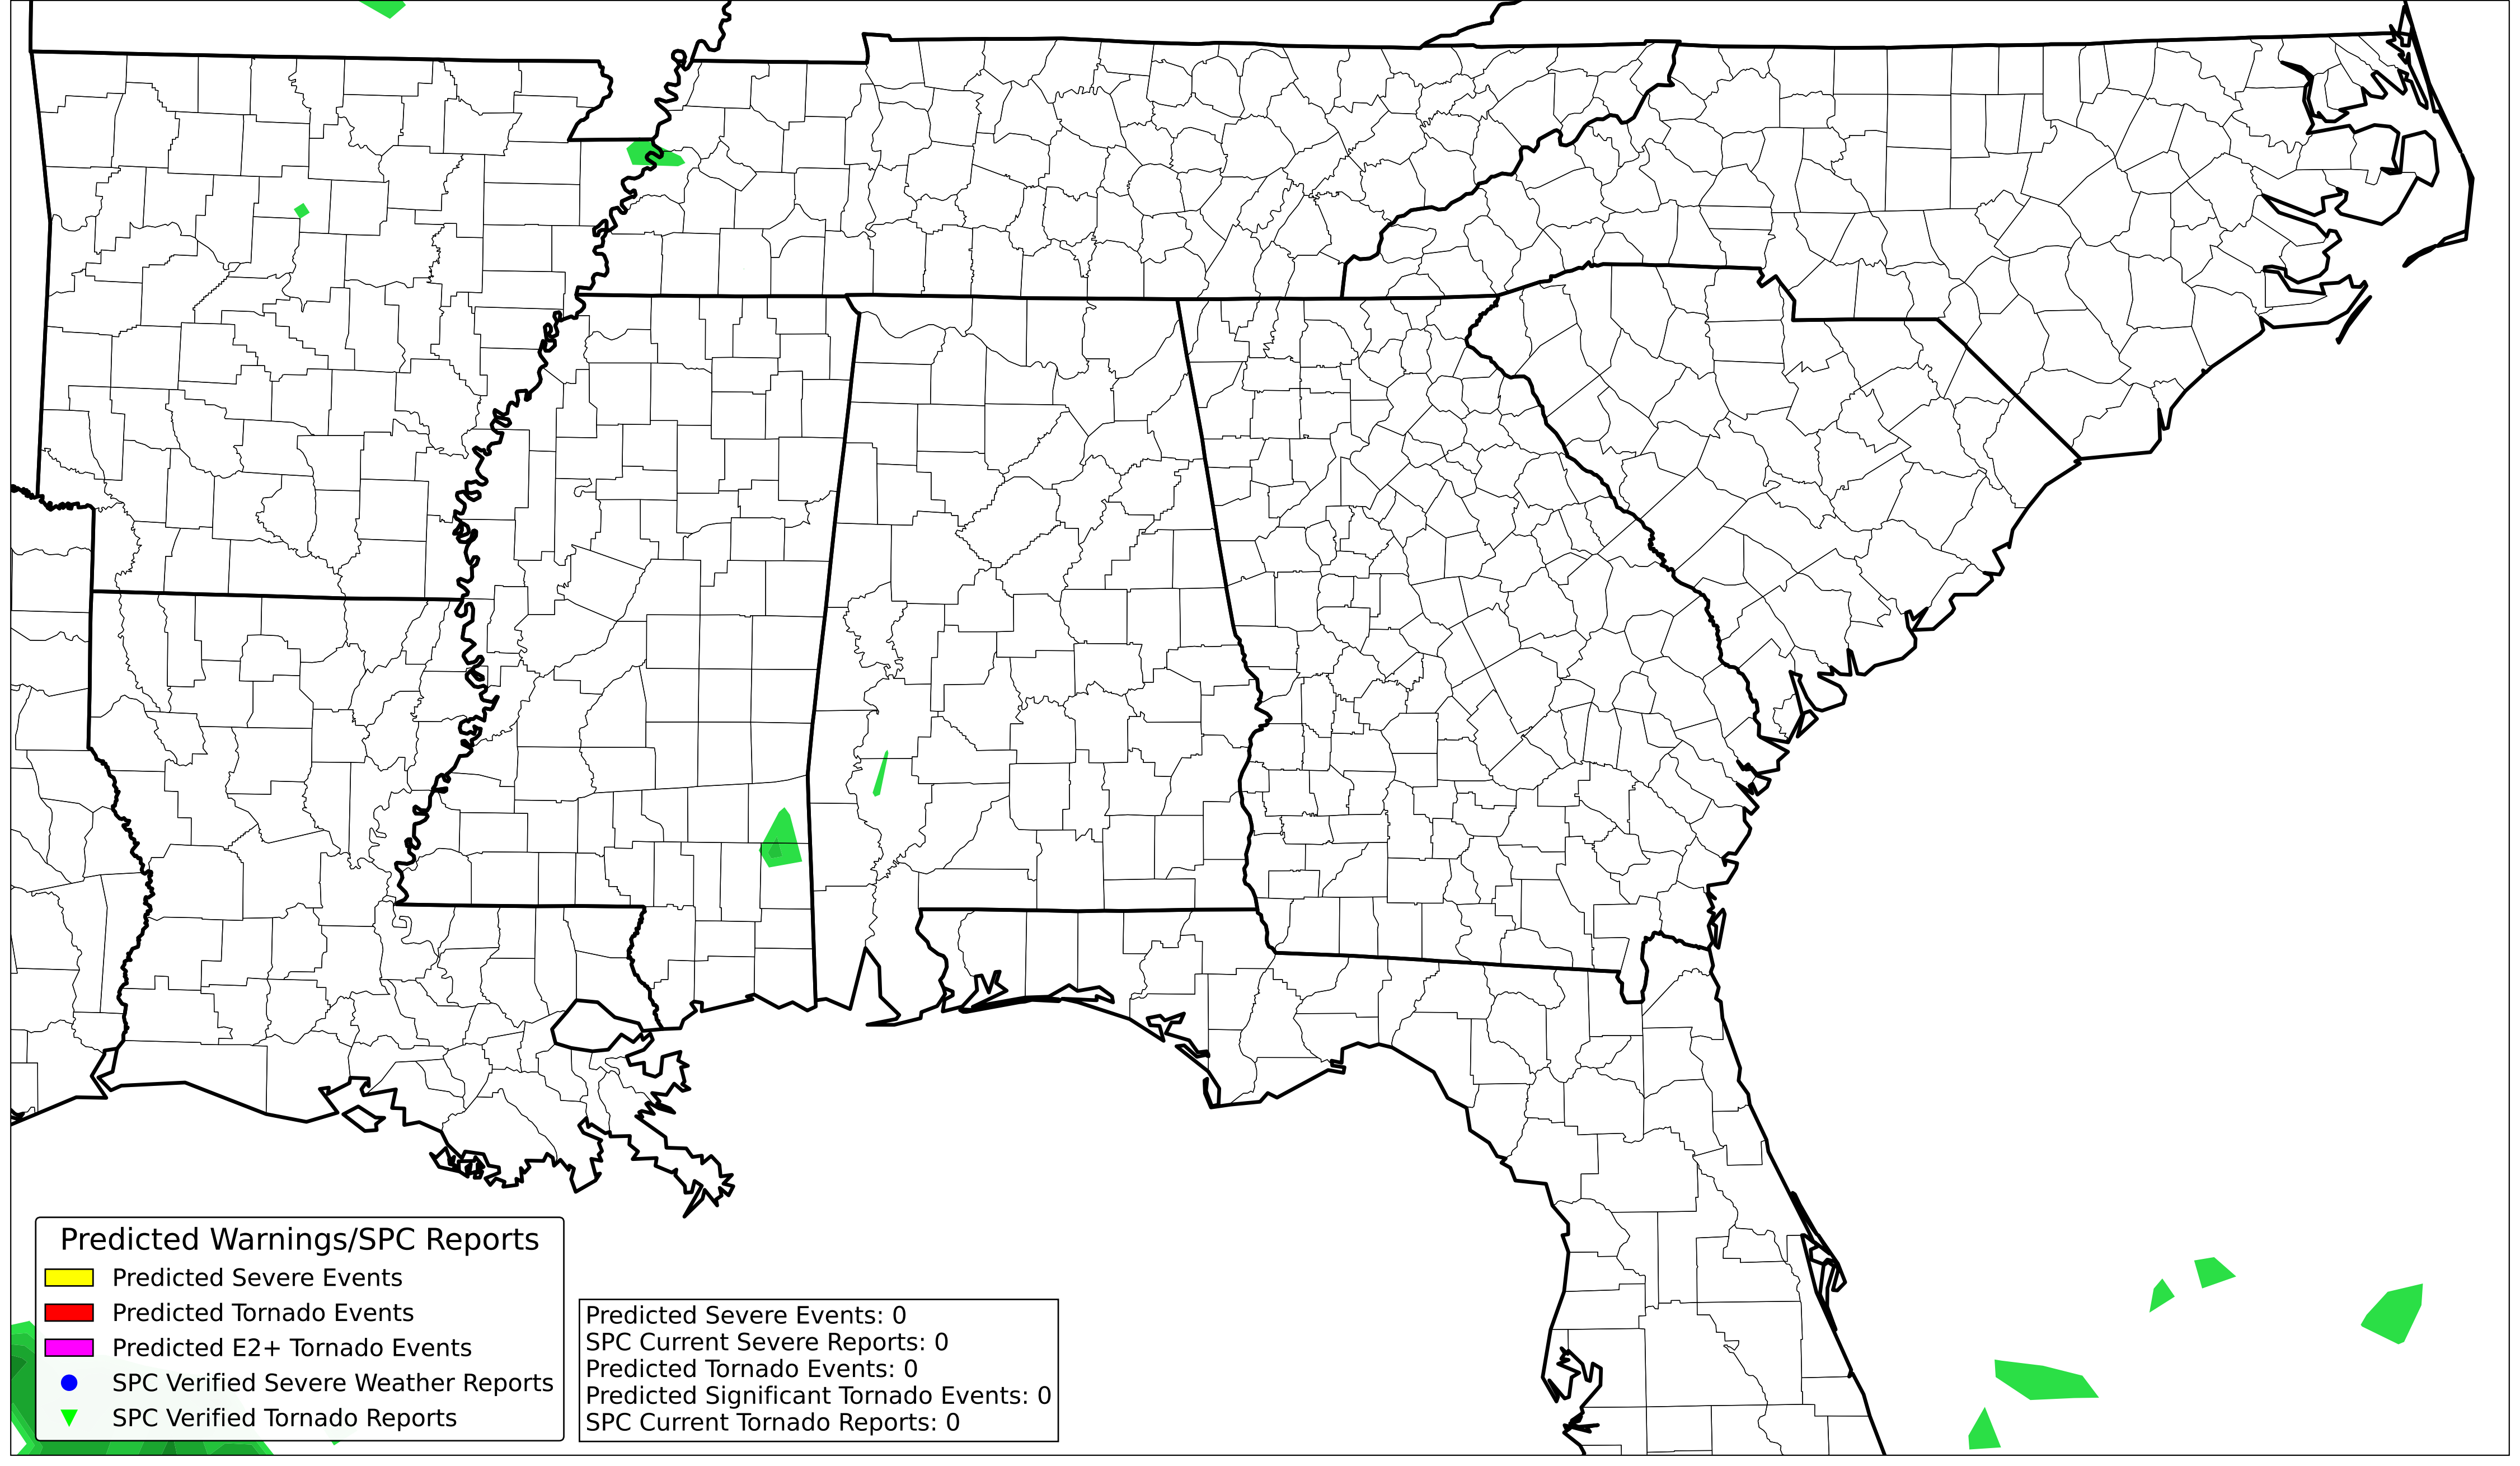 Predicted Warnings/SPC Reports
Predicted Severe Events
Predicted Tornado Events
Predicted E2+ Tornado Events
SPC Verified Severe Weather Reports
SPC Verified Tornado Reports
Predicted Severe Events: 0
SPC Current Severe Reports: 0
Predicted Tornado Events: 0
Predicted Significant Tornado Events: 0
SPC Current Tornado Reports: 0